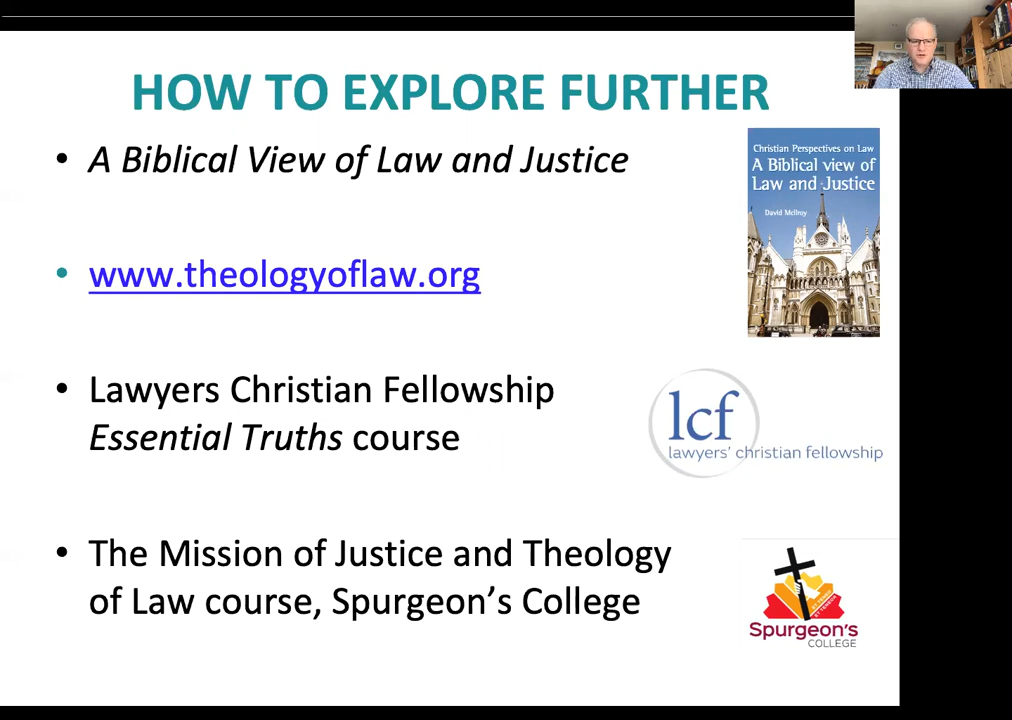 HOW TO EXPLORE FURTHER
• A Biblical View of Law and Justice
Christian Perspectives on Law
A Biblical view of
Law and Justice
David McIlroy
• www.theologyoflaw.org
• Lawyers Christian Fellowship
Essential Truths course
lcf
lawyers' christian fellowship
• The Mission of Justice and Theology
of Law course, Spurgeon's College
Spurgeon's
COLLEGE